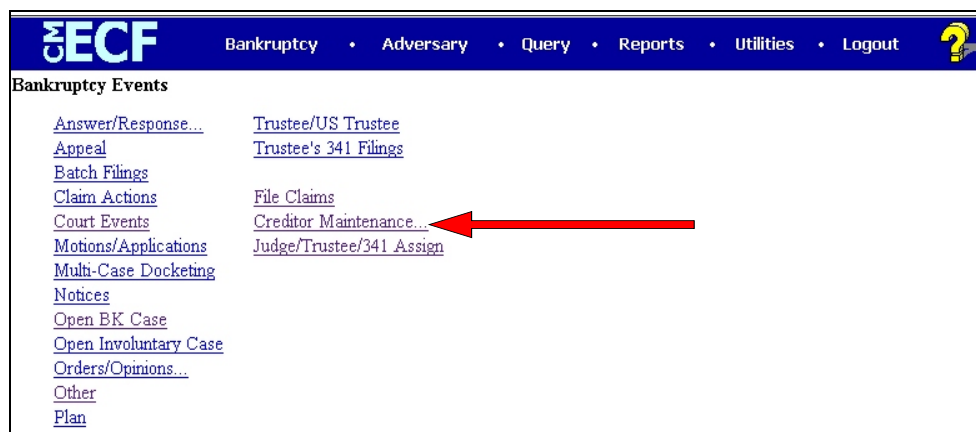 CM ECF Bankruptcy • Adversary • Query • Reports • Utilities • Logout ?
Bankruptcy Events
Answer/Response... Trustee/US Trustee
Appeal Trustee's 341 Filings
Batch Filings
Claim Actions File Claims
Court Events Creditor Maintenance...
Motions/Applications Judge/Trustee/341 Assign
Multi-Case Docketing
Notices
Open BK Case
Open Involuntary Case
Orders/Opinions...
Other
Plan